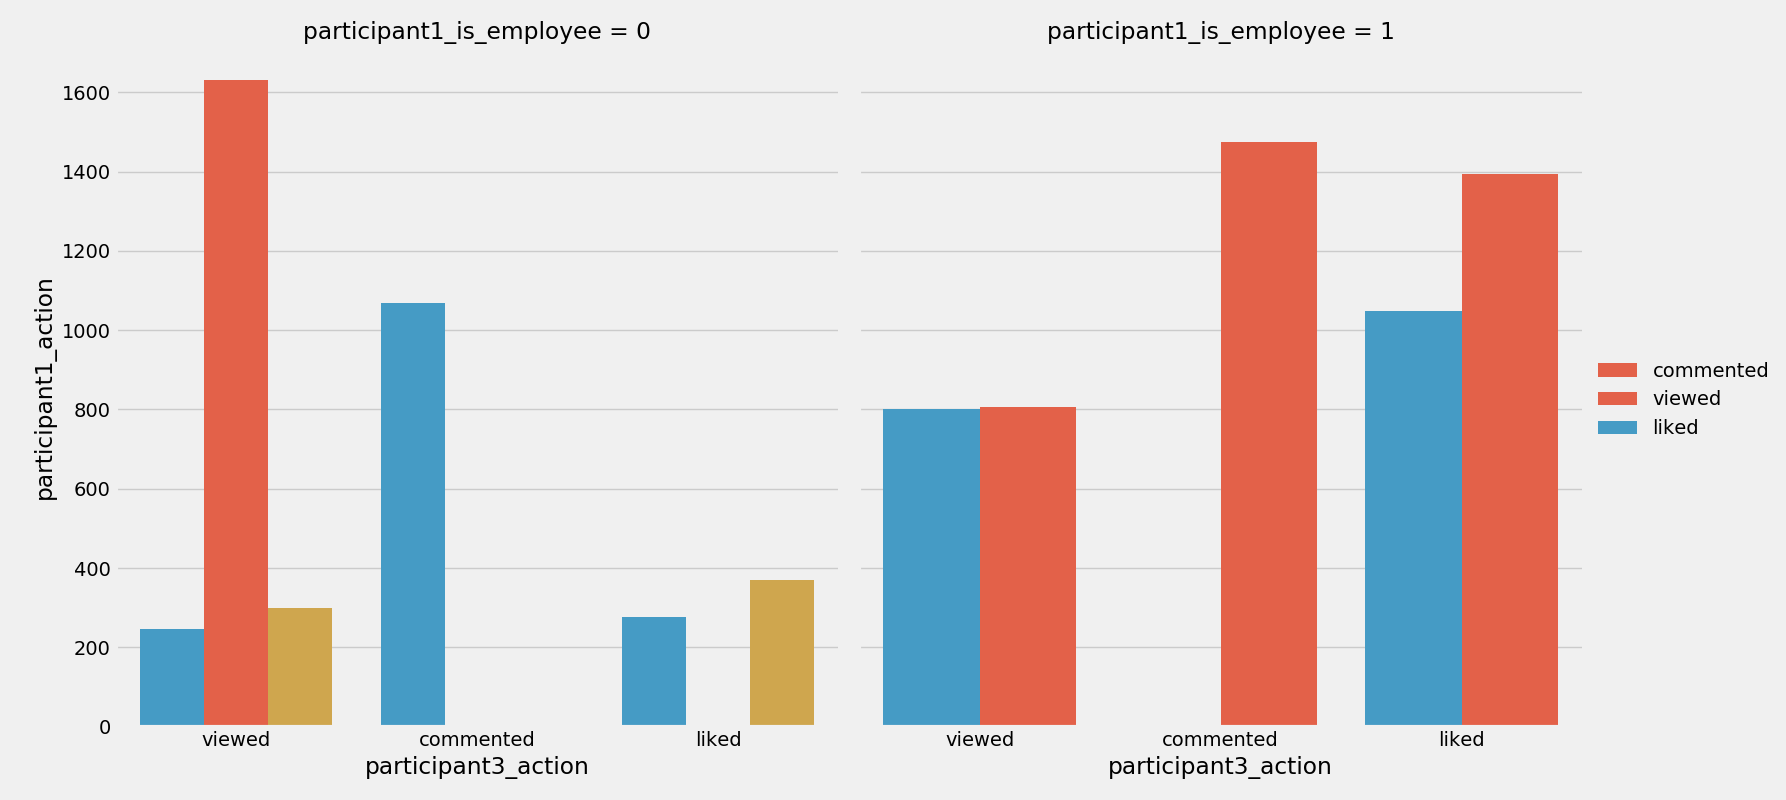 participant1_is_employee = 0
participant1_is_employee = 1
participant1_action
1600
1400
1200
1000
800
600
400
200
0
viewed
commented
liked
participant3_action
viewed
commented
liked
participant3_action
commented
viewed
liked